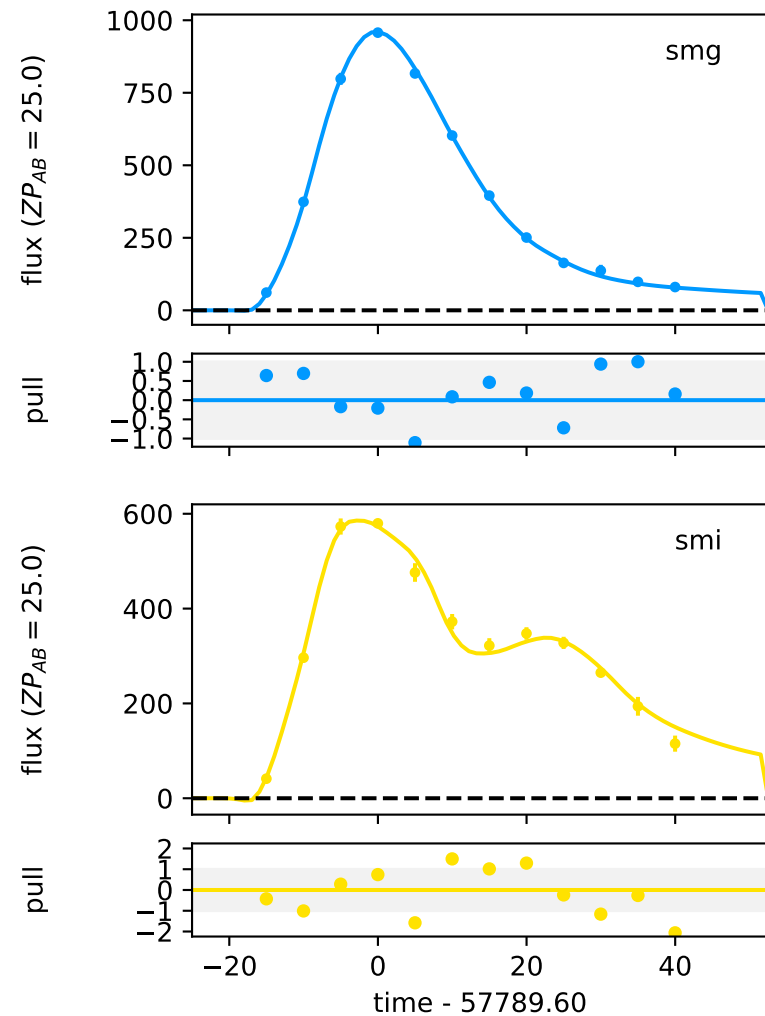 smg
flux (ZP_AB = 25.0)
1000
750
500
250
0
pull
1.0
0.5
0.0
−0.5
−1.0
smi
flux (ZP_AB = 25.0)
600
400
200
0
pull
2
1
0
−1
−2
−20 0 20 40
time - 57789.60